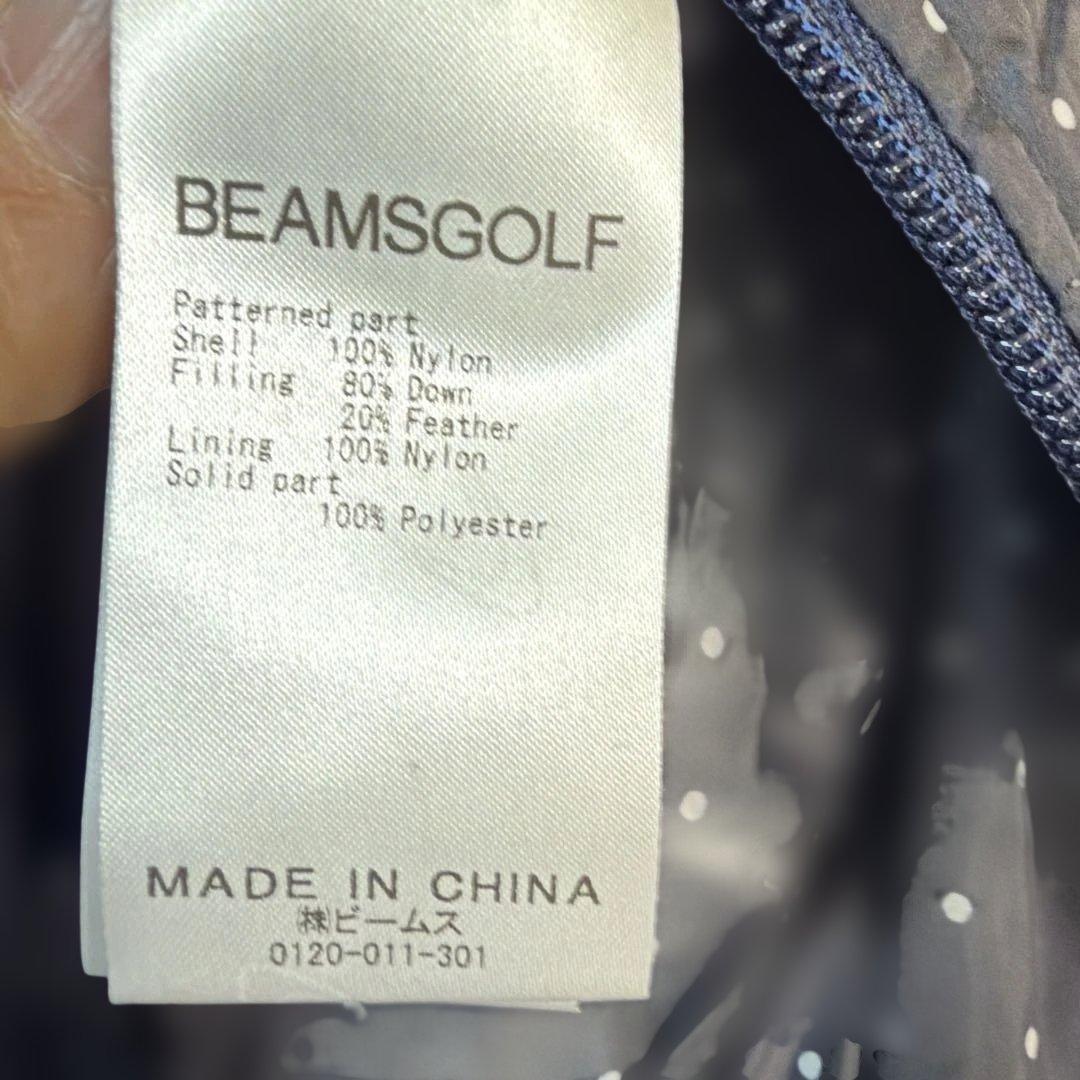 BEAMSGOLF
Patterned part
Shell 100% Nylon
Filling 80% Down
20% Feather
Lining 100% Nylon
Solid part
100% Polyester
MADE IN CHINA
㈱ビームス
0120-011-301